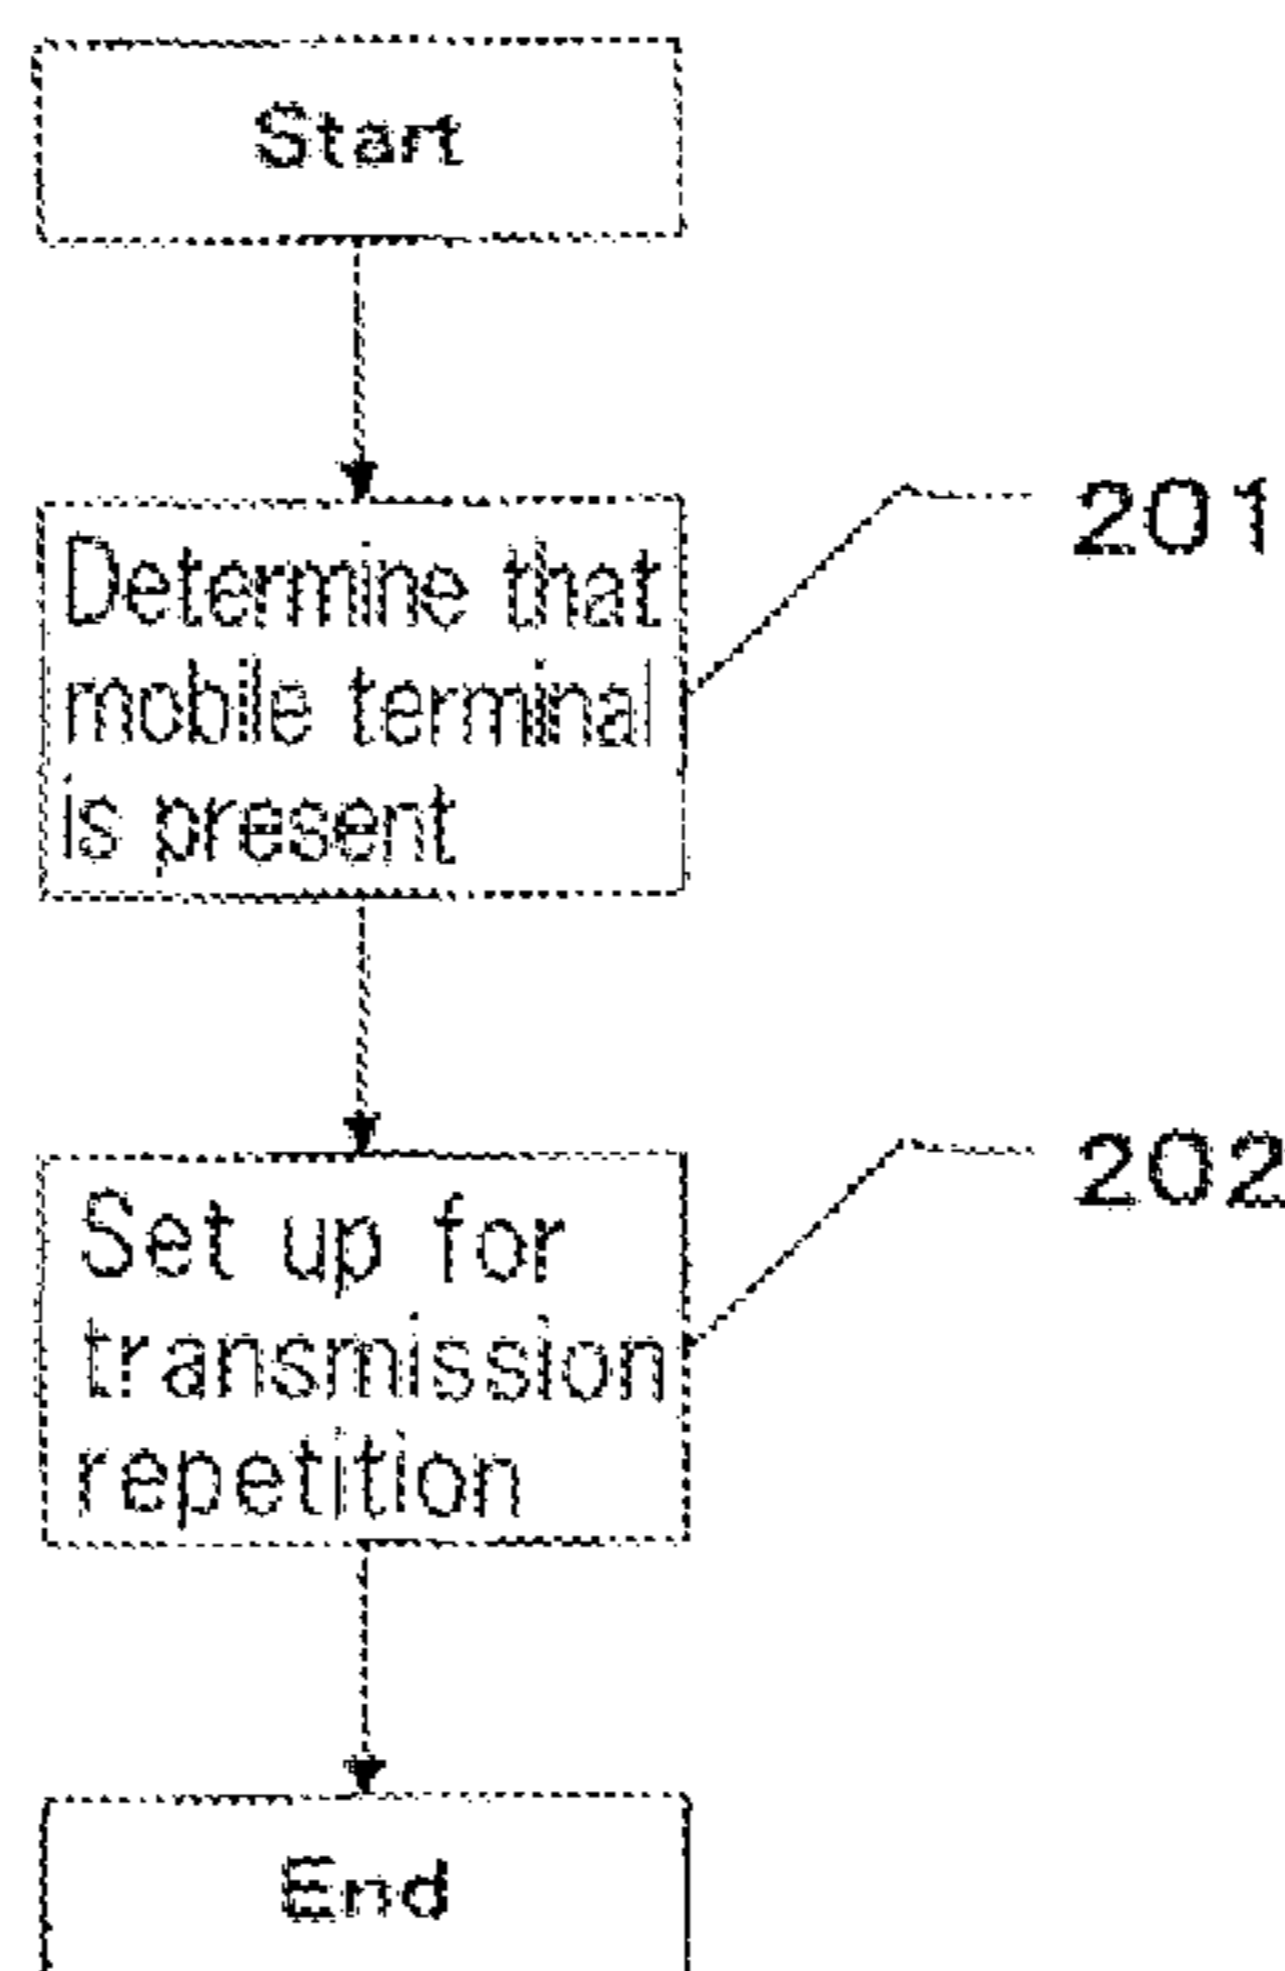 Start
Determine that
mobile terminal
is present
201
Set up for
transmission
repetition
202
End